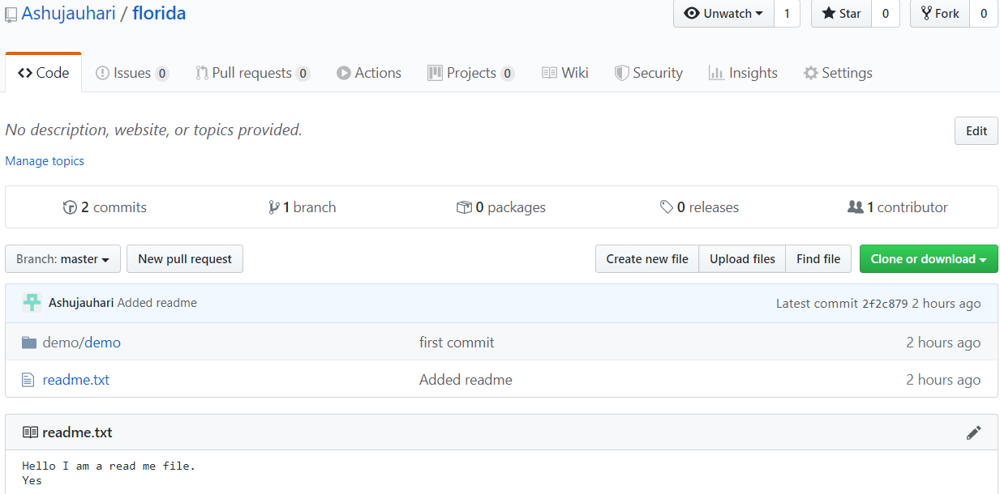 Ashujauhari / florida
Unwatch 1 Star 0 Fork 0
Code Issues 0 Pull requests 0 Actions Projects 0 Wiki Security Insights Settings
No description, website, or topics provided. Edit
Manage topics
2 commits 1 branch 0 packages 0 releases 1 contributor
Branch: master New pull request Create new file Upload files Find file Clone or download
Ashujauhari Added readme Latest commit 2f2c879 2 hours ago
demo/demo first commit 2 hours ago
readme.txt Added readme 2 hours ago
readme.txt
Hello I am a read me file.
Yes